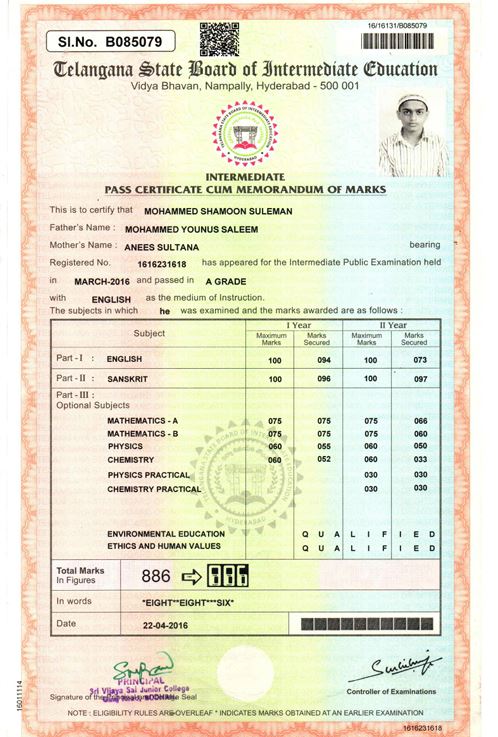 Sl.No. B085079
16/16131/B085079
Telangana State Board of Intermediate Education
Vidya Bhavan, Nampally, Hyderabad - 500 001
TELANGANA STATE BOARD OF INTERMEDIATE EDUCATION
HYDERABAD
INTERMEDIATE
PASS CERTIFICATE CUM MEMORANDUM OF MARKS
This is to certify that MOHAMMED SHAMOON SULEMAN
Father's Name : MOHAMMED YOUNUS SALEEM
Mother's Name : ANEES SULTANA bearing
Registered No. 1616231618 has appeared for the Intermediate Public Examination held
in MARCH-2016 and passed in A GRADE
with ENGLISH as the medium of Instruction.
The subjects in which he was examined and the marks awarded are as follows :
Subject I Year II Year
Maximum Marks Marks Secured Maximum Marks Marks Secured
Part - I : ENGLISH 100 094 100 073
Part - II : SANSKRIT 100 096 100 097
Part - III :
Optional Subjects
MATHEMATICS - A 075 075 075 066
MATHEMATICS - B 075 075 075 060
PHYSICS 060 055 060 050
CHEMISTRY 060 052 060 033
PHYSICS PRACTICAL 030 030
CHEMISTRY PRACTICAL 030 030
ENVIRONMENTAL EDUCATION Q U A L I F I E D
ETHICS AND HUMAN VALUES Q U A L I F I E D
Total Marks
In Figures 886
In words *EIGHT**EIGHT***SIX*
Date 22-04-2016
PRINCIPAL
Sri Vijaya Sai Junior College
Signature of the
Seal
Controller of Examinations
16011114
NOTE : ELIGIBILITY RULES ARE OVERLEAF * INDICATES MARKS OBTAINED AT AN EARLIER EXAMINATION
1616231618